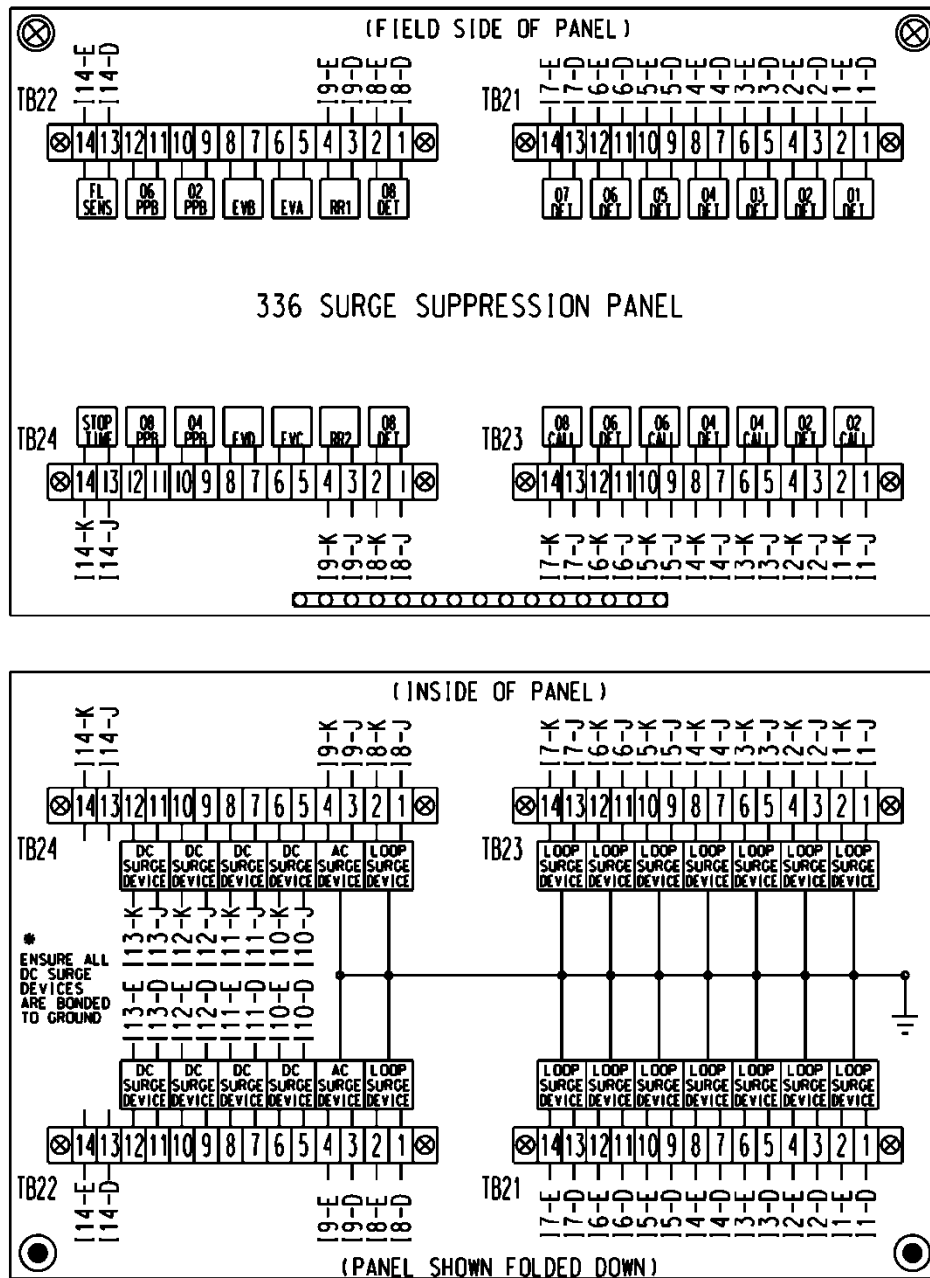 (FIELD SIDE OF PANEL)
TB22
I14-E I14-D I9-E I9-D I8-E I8-D
14 13 12 11 10 9 8 7 6 5 4 3 2 1
FL SENS
06 PPB
02 PPB
EVB
EVA
RR1
08 DET
TB21
I7-E I7-D I6-E I6-D I5-E I5-D I4-E I4-D I3-E I3-D I2-E I2-D I1-E I1-D
14 13 12 11 10 9 8 7 6 5 4 3 2 1
07 DET
06 DET
05 DET
04 DET
03 DET
02 DET
01 DET
336 SURGE SUPPRESSION PANEL
TB24
STOP TIME
08 PPB
04 PPB
EVD
EVC
RR2
08 DET
14 13 12 11 10 9 8 7 6 5 4 3 2 1
I14-K I14-J I9-K I9-J I8-K I8-J
TB23
08 CALL
06 DET
06 CALL
04 DET
04 CALL
02 DET
02 CALL
14 13 12 11 10 9 8 7 6 5 4 3 2 1
I7-K I7-J I6-K I6-J I5-K I5-J I4-K I4-J I3-K I3-J I2-K I2-J I1-K I1-J
(INSIDE OF PANEL)
I14-K I14-J I9-K I9-J I8-K I8-J
14 13 12 11 10 9 8 7 6 5 4 3 2 1
TB24
DC SURGE DEVICE
DC SURGE DEVICE
DC SURGE DEVICE
DC SURGE DEVICE
AC SURGE DEVICE
LOOP SURGE DEVICE
I13-K I13-J I12-K I12-J I11-K I11-J I10-K I10-J
I7-K I7-J I6-K I6-J I5-K I5-J I4-K I4-J I3-K I3-J I2-K I2-J I1-K I1-J
14 13 12 11 10 9 8 7 6 5 4 3 2 1
TB23
LOOP SURGE DEVICE
LOOP SURGE DEVICE
LOOP SURGE DEVICE
LOOP SURGE DEVICE
LOOP SURGE DEVICE
LOOP SURGE DEVICE
LOOP SURGE DEVICE
*
ENSURE ALL
DC SURGE
DEVICES
ARE BONDED
TO GROUND
I13-E I13-D I12-E I12-D I11-E I11-D I10-E I10-D
DC SURGE DEVICE
DC SURGE DEVICE
DC SURGE DEVICE
DC SURGE DEVICE
AC SURGE DEVICE
LOOP SURGE DEVICE
14 13 12 11 10 9 8 7 6 5 4 3 2 1
TB22
I14-E I14-D I9-E I9-D I8-E I8-D
LOOP SURGE DEVICE
LOOP SURGE DEVICE
LOOP SURGE DEVICE
LOOP SURGE DEVICE
LOOP SURGE DEVICE
LOOP SURGE DEVICE
LOOP SURGE DEVICE
14 13 12 11 10 9 8 7 6 5 4 3 2 1
TB21
I7-E I7-D I6-E I6-D I5-E I5-D I4-E I4-D I3-E I3-D I2-E I2-D I1-E I1-D
(PANEL SHOWN FOLDED DOWN)